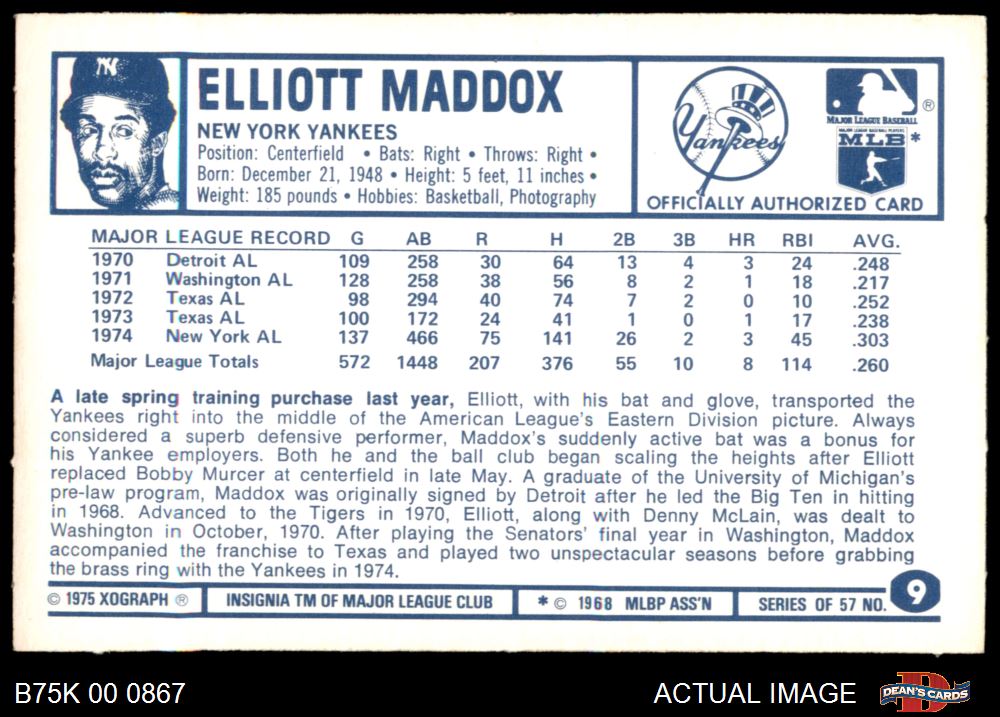 ELLIOTT MADDOX
NEW YORK YANKEES
Position: Centerfield • Bats: Right • Throws: Right •
Born: December 21, 1948 • Height: 5 feet, 11 inches •
Weight: 185 pounds • Hobbies: Basketball, Photography
NY
Yankees
MAJOR LEAGUE BASEBALL ®
MAJOR LEAGUE BASEBALL PLAYERS
MLB *
OFFICIALLY AUTHORIZED CARD
MAJOR LEAGUE RECORD G AB R H 2B 3B HR RBI AVG.
1970 Detroit AL 109 258 30 64 13 4 3 24 .248
1971 Washington AL 128 258 38 56 8 2 1 18 .217
1972 Texas AL 98 294 40 74 7 2 0 10 .252
1973 Texas AL 100 172 24 41 1 0 1 17 .238
1974 New York AL 137 466 75 141 26 2 3 45 .303
Major League Totals 572 1448 207 376 55 10 8 114 .260
A late spring training purchase last year, Elliott, with his bat and glove, transported the
Yankees right into the middle of the American League's Eastern Division picture. Always
considered a superb defensive performer, Maddox's suddenly active bat was a bonus for
his Yankee employers. Both he and the ball club began scaling the heights after Elliott
replaced Bobby Murcer at centerfield in late May. A graduate of the University of Michigan's
pre-law program, Maddox was originally signed by Detroit after he led the Big Ten in hitting
in 1968. Advanced to the Tigers in 1970, Elliott, along with Denny McLain, was dealt to
Washington in October, 1970. After playing the Senators' final year in Washington, Maddox
accompanied the franchise to Texas and played two unspectacular seasons before grabbing
the brass ring with the Yankees in 1974.
© 1975 XOGRAPH ® INSIGNIA TM OF MAJOR LEAGUE CLUB * © 1968 MLBP ASS'N SERIES OF 57 NO. 9
B75K 00 0867 ACTUAL IMAGE DEAN'S CARDS